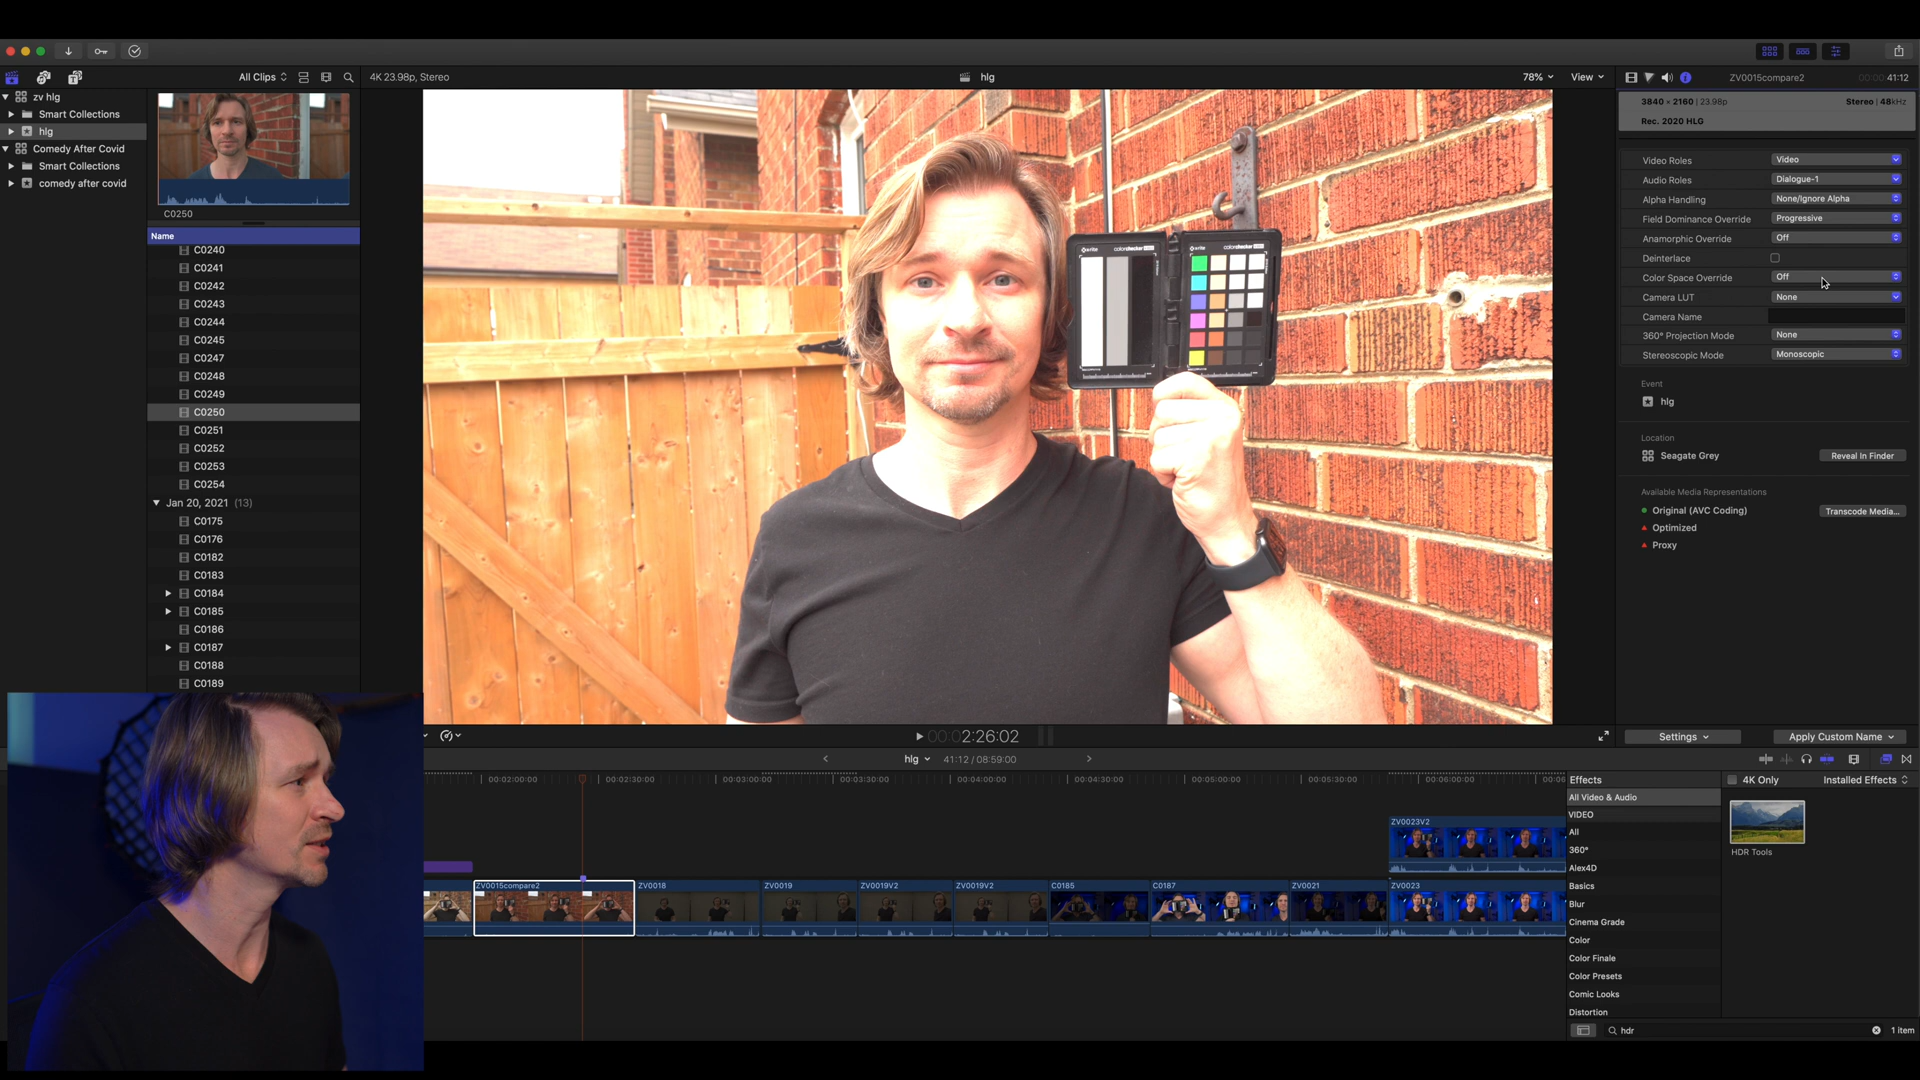 All Clips
4K 23.98p, Stereo
hlg
78%
View
ZV0015compare2
00:00:41:12
zv hlg
Smart Collections
hlg
Comedy After Covid
Smart Collections
comedy after covid
C0250
Name
C0240
C0241
C0242
C0243
C0244
C0245
C0247
C0248
C0249
C0250
C0251
C0252
C0253
C0254
Jan 20, 2021 (13)
C0175
C0176
C0182
C0183
C0184
C0185
C0186
C0187
C0188
C0189
x-rite colorchecker
x-rite colorchecker
3840 × 2160 | 23.98p
Stereo | 48kHz
Rec. 2020 HLG
Video Roles Video
Audio Roles Dialogue-1
Alpha Handling None/Ignore Alpha
Field Dominance Override Progressive
Anamorphic Override Off
Deinterlace
Color Space Override Off
Camera LUT None
Camera Name
360° Projection Mode None
Stereoscopic Mode Monoscopic
Event
hlg
Location
Seagate Grey
Reveal In Finder
Available Media Representations
Original (AVC Coding)
Transcode Media...
Optimized
Proxy
00:02:26:02
Settings
Apply Custom Name
hlg
41:12 / 08:59:00
00:02:00:00
00:02:30:00
00:03:00:00
00:03:30:00
00:04:00:00
00:04:30:00
00:05:00:00
00:05:30:00
00:06:00:00
00:06
ZV0023V2
ZV0015compare2
ZV0018
ZV0019
ZV0019V2
ZV0019V2
C0185
C0187
ZV0021
ZV0023
Effects
4K Only
Installed Effects
All Video & Audio
VIDEO
All
360°
Alex4D
Basics
Blur
Cinema Grade
Color
Color Finale
Color Presets
Comic Looks
Distortion
HDR Tools
hdr
1 item